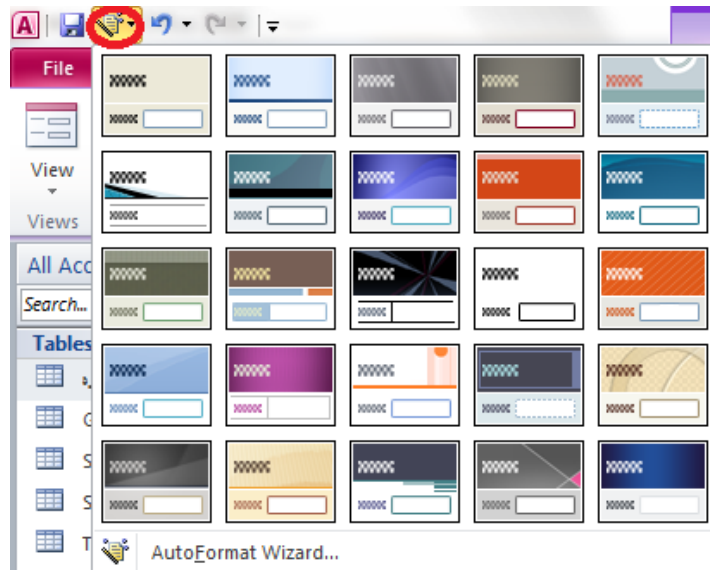 A
File
View
Views
All Acc
Search...
Tables
G
S
S
T
AutoFormat Wizard...